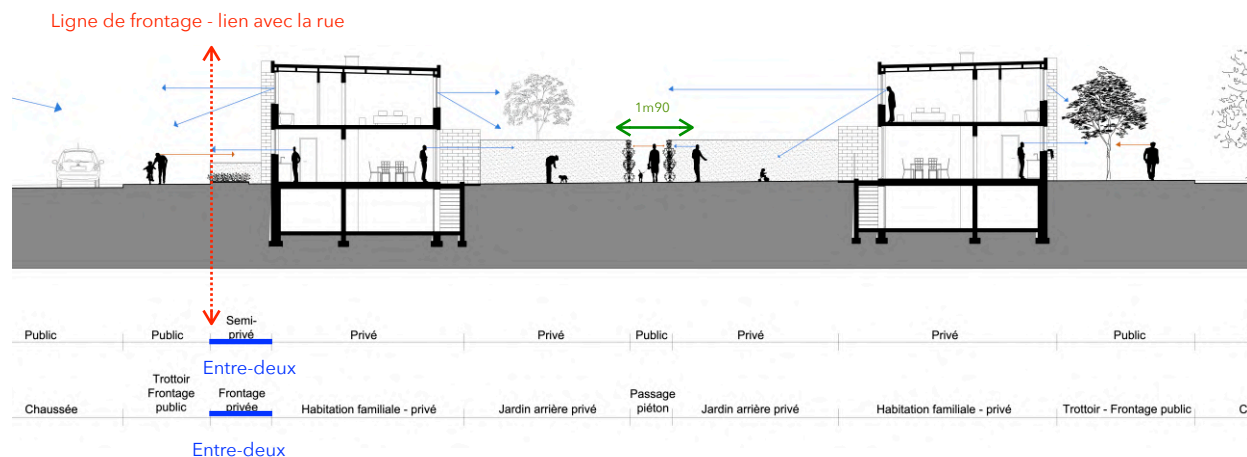 Ligne de frontage - lien avec la rue
1m90
Public
Public
Semi-
privé
Privé
Privé
Public
Privé
Privé
Public
Entre-deux
Chaussée
Trottoir
Frontage
public
Frontage
privée
Habitation familiale - privé
Jardin arrière privé
Passage
piéton
Jardin arrière privé
Habitation familiale - privé
Trottoir - Frontage public
C
Entre-deux